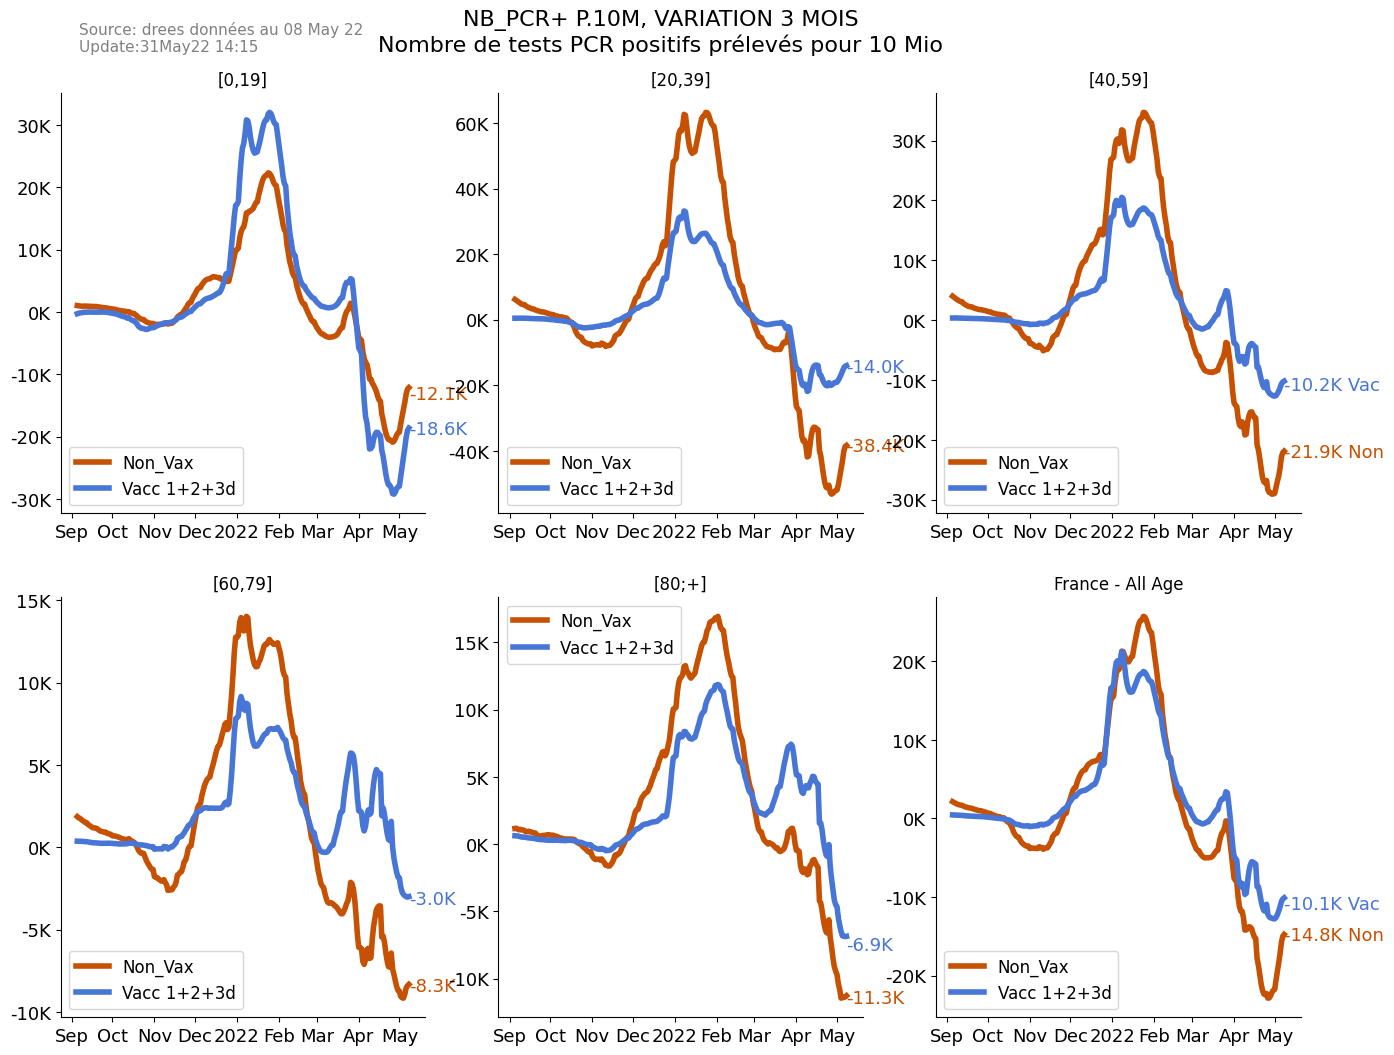 NB_PCR+ P.10M, VARIATION 3 MOIS
Nombre de tests PCR positifs prélevés pour 10 Mio
Source: drees données au 08 May 22
Update:31May22 14:15
[0,19]
30K
20K
10K
0K
-10K
-20K
-30K
-12.1K
-18.6K
Non_Vax
Vacc 1+2+3d
Sep Oct Nov Dec 2022 Feb Mar Apr May
[20,39]
60K
40K
20K
0K
-20K
-40K
-14.0K
-38.4K
Non_Vax
Vacc 1+2+3d
Sep Oct Nov Dec 2022 Feb Mar Apr May
[40,59]
30K
20K
10K
0K
-10K
-20K
-30K
-10.2K Vac
-21.9K Non
Non_Vax
Vacc 1+2+3d
Sep Oct Nov Dec 2022 Feb Mar Apr May
[60,79]
15K
10K
5K
0K
-5K
-10K
-3.0K
-8.3K
Non_Vax
Vacc 1+2+3d
Sep Oct Nov Dec 2022 Feb Mar Apr May
[80;+]
Non_Vax
Vacc 1+2+3d
15K
10K
5K
0K
-5K
-10K
-6.9K
-11.3K
Sep Oct Nov Dec 2022 Feb Mar Apr May
France - All Age
20K
10K
0K
-10K
-20K
-10.1K Vac
-14.8K Non
Non_Vax
Vacc 1+2+3d
Sep Oct Nov Dec 2022 Feb Mar Apr May